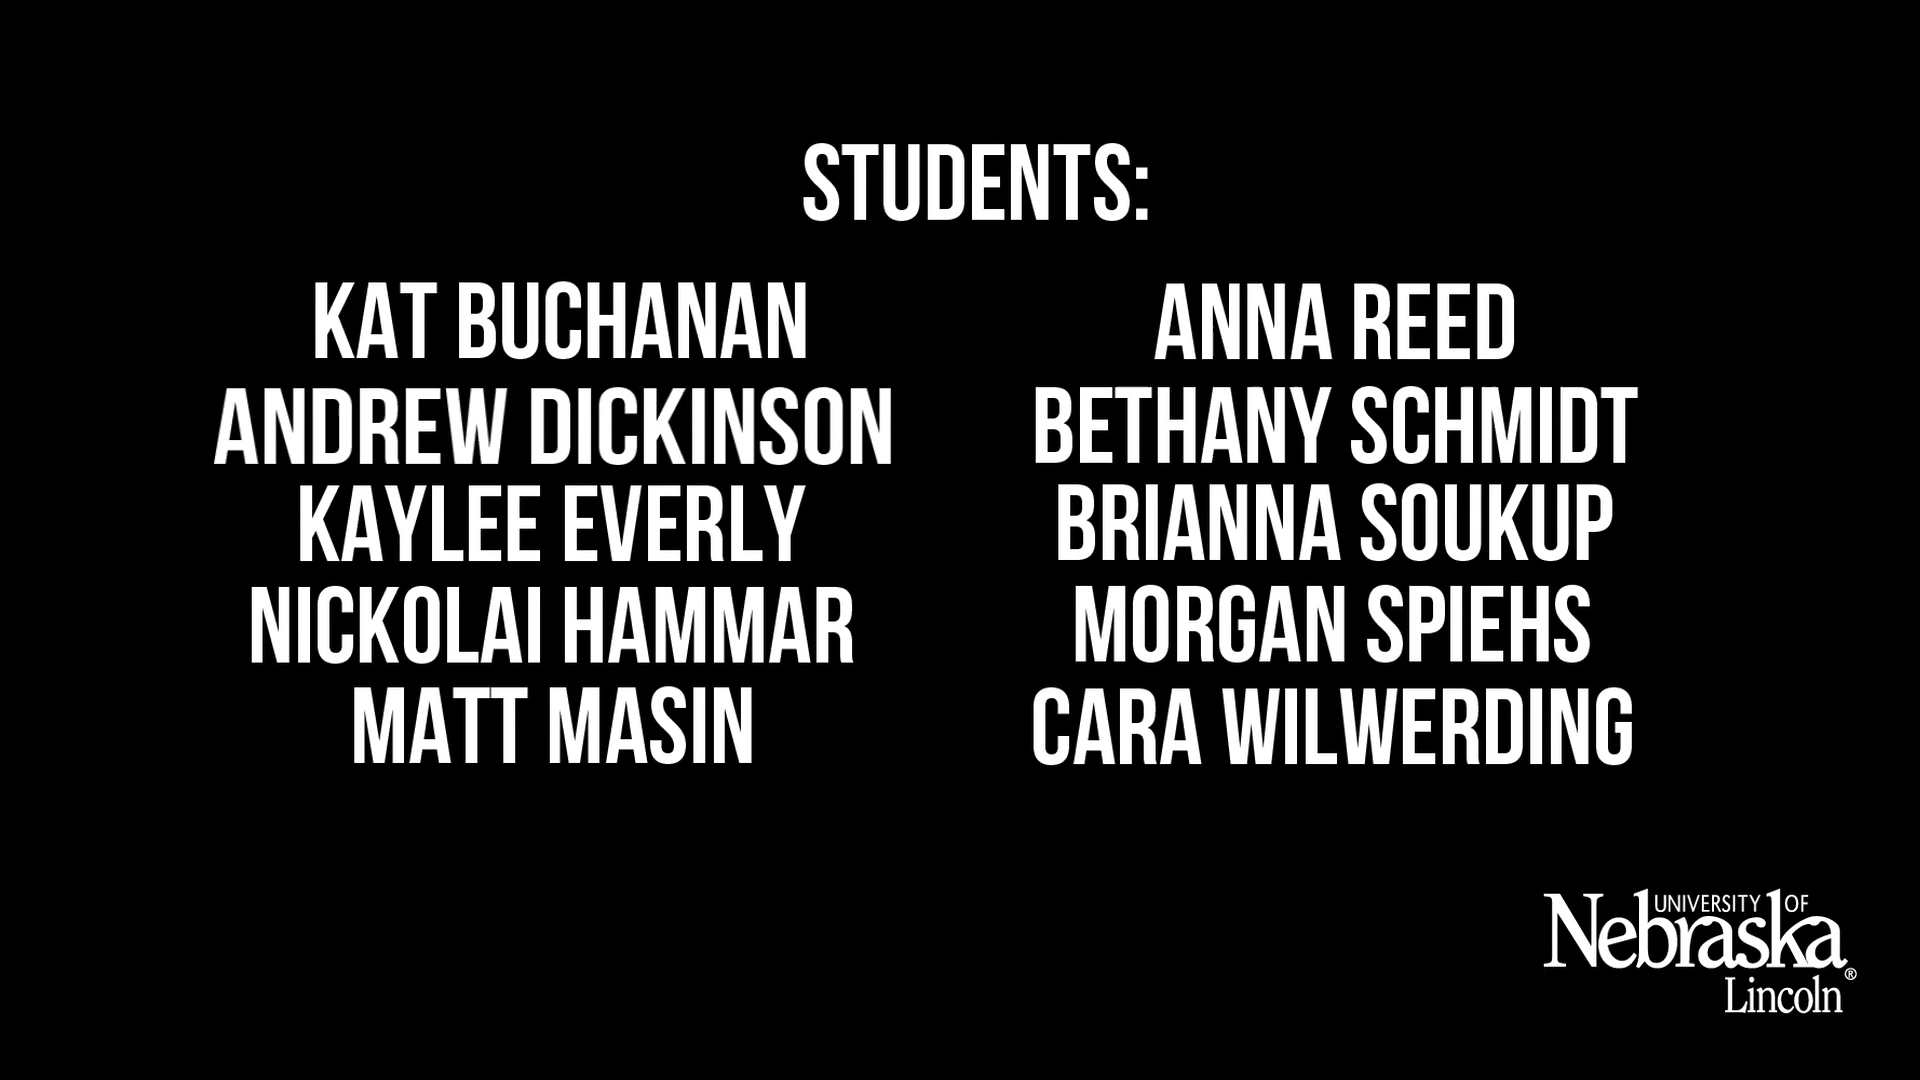 STUDENTS:
KAT BUCHANAN
ANDREW DICKINSON
KAYLEE EVERLY
NICKOLAI HAMMAR
MATT MASIN
ANNA REED
BETHANY SCHMIDT
BRIANNA SOUKUP
MORGAN SPIEHS
CARA WILWERDING
UNIVERSITY OF
Nebraska®
Lincoln